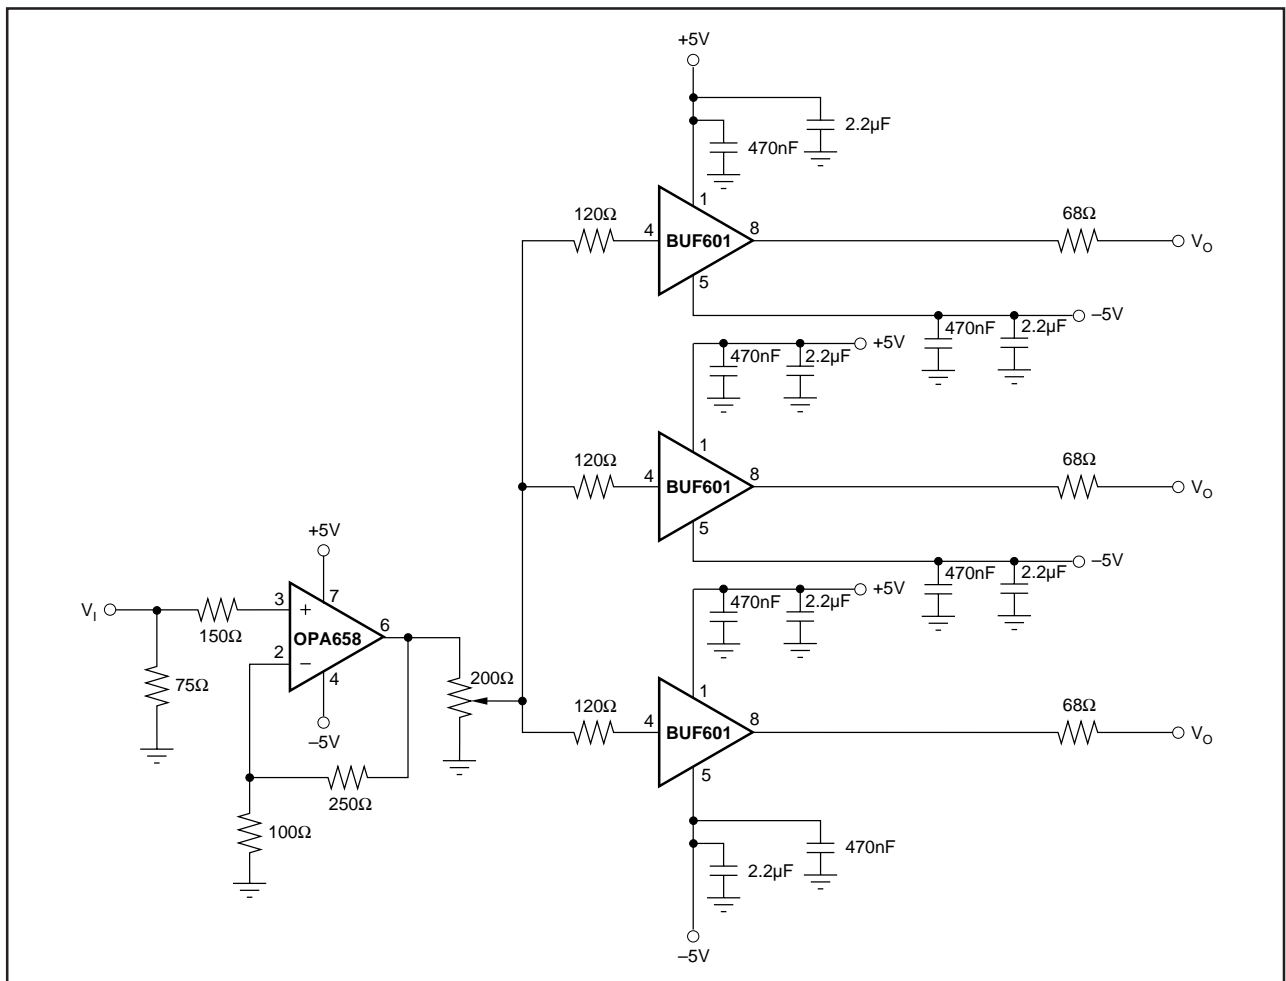 +5V
2.2µF
470nF
1
120Ω
4
BUF601
8
68Ω
V_O
5
–5V
470nF
2.2µF
+5V
470nF
2.2µF
1
120Ω
4
BUF601
8
68Ω
V_O
5
–5V
470nF
2.2µF
+5V
470nF
2.2µF
+5V
7
V_I
150Ω
3
+
OPA658
6
2
–
4
75Ω
–5V
200Ω
250Ω
100Ω
1
120Ω
4
BUF601
8
68Ω
V_O
5
470nF
2.2µF
–5V